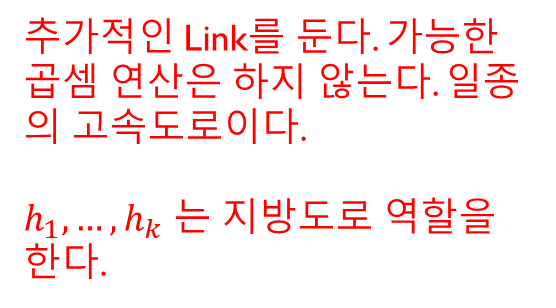 추가적인 Link를 둔다. 가능한
곱셈 연산은 하지 않는다. 일종
의 고속도로이다.
h₁, … , hₖ 는 지방도로 역할을
한다.